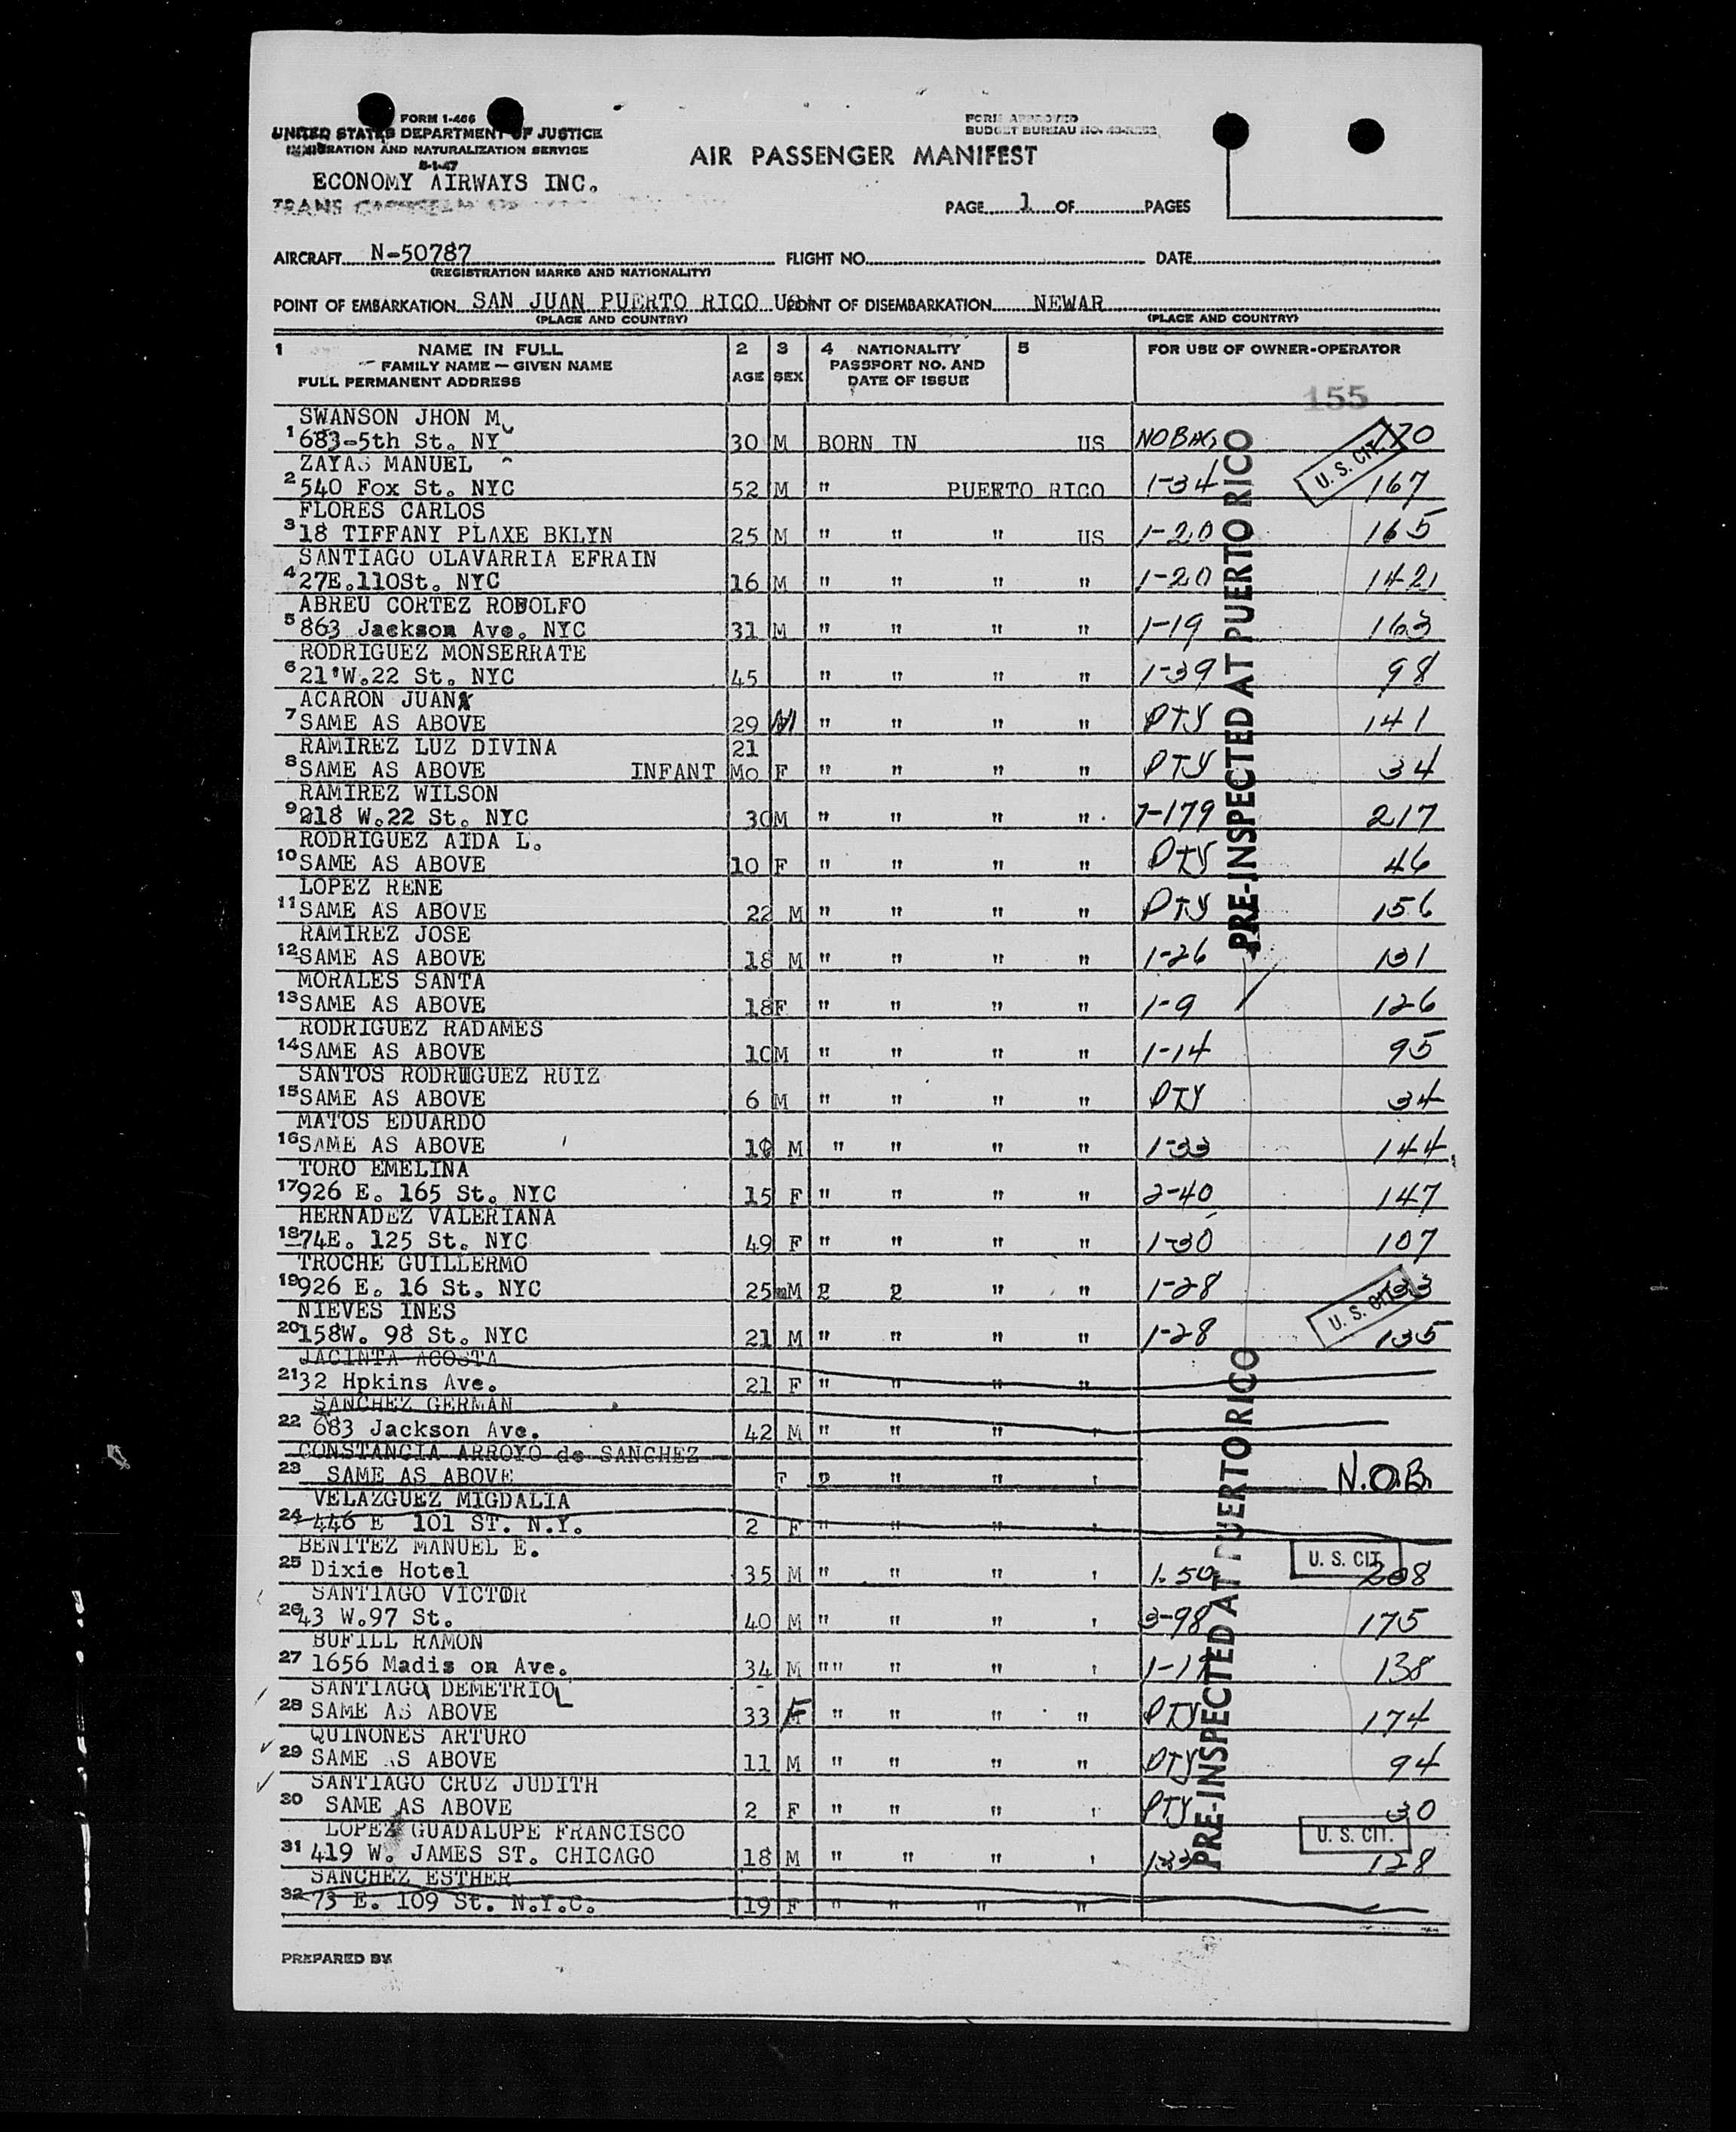 FORM I-466
UNITED STATES DEPARTMENT OF JUSTICE
IMMIGRATION AND NATURALIZATION SERVICE
5-1-47
FORM APPROVED
BUDGET BUREAU NO.
AIR PASSENGER MANIFEST
ECONOMY AIRWAYS INC.
TRANS
PAGE 1 OF PAGES
AIRCRAFT N-50787 FLIGHT NO. DATE
(REGISTRATION MARKS AND NATIONALITY)
POINT OF EMBARKATION SAN JUAN PUERTO RICO POINT OF DISEMBARKATION NEWAR
(PLACE AND COUNTRY) (PLACE AND COUNTRY)
1 NAME IN FULL 2 3 4 NATIONALITY 5 FOR USE OF OWNER-OPERATOR
FAMILY NAME — GIVEN NAME AGE SEX PASSPORT NO. AND
FULL PERMANENT ADDRESS DATE OF ISSUE
155
SWANSON JHON M
1 683-5th St. NY 30 M BORN IN US NO BAG U. S. CIT.
ZAYAS MANUEL
2 540 Fox St. NYC 52 M " PUERTO RICO 1-34 167
FLORES CARLOS
3 18 TIFFANY PLAXE BKLYN 25 M " " " US 1-20 165
SANTIAGO OLAVARRIA EFRAIN
4 27E.110St. NYC 16 M " " " " 1-20 142
ABREU CORTEZ RODOLFO
5 863 Jackson Ave. NYC 31 M " " " " 1-19 163
RODRIGUEZ MONSERRATE
6 21'W.22 St. NYC 45 " " " " 1-39 98
ACARON JUAN
7 SAME AS ABOVE 29 M " " " " PTY 141
RAMIREZ LUZ DIVINA 21
8 SAME AS ABOVE INFANT Mo F " " " " PTY 34
RAMIREZ WILSON
9 218 W.22 St. NYC 30 M " " " " 7-179 217
RODRIGUEZ AIDA L.
10 SAME AS ABOVE 10 F " " " " PTY 46
LOPEZ RENE
11 SAME AS ABOVE 22 M " " " " PTY 156
RAMIREZ JOSE
12 SAME AS ABOVE 18 M " " " " 1-26 131
MORALES SANTA
13 SAME AS ABOVE 18F " " " " 1-9 126
RODRIGUEZ RADAMES
14 SAME AS ABOVE 10M " " " " 1-14 95
SANTOS RODRIGUEZ RUIZ
15 SAME AS ABOVE 6 M " " " " PTY 34
MATOS EDUARDO
16 SAME AS ABOVE M " " " " 1-33 144
TORO EMELINA
17 926 E. 165 St. NYC 15 F " " " " 2-40 147
HERNADEZ VALERIANA
18 74E. 125 St. NYC 49 F " " " " 1-30 107
TROCHE GUILLERMO
19 926 E. 16 St. NYC 25 M 2 2 " " 1-28 133
NIEVES INES
20 158W. 98 St. NYC 21 M " " " " 1-28 U. S. CIT. 135
JACINTA ACOSTA
21 32 Hpkins Ave. 21 F " " " "
SANCHEZ GERMAN
22 683 Jackson Ave. 42 M " " " '
CONSTANCIA ARROYO de SANCHEZ
23 SAME AS ABOVE F " " " ' N.O.B.
VELAZGUEZ MIGDALIA
24 446 E 101 ST. N.Y. 2 F " " " '
BENITEZ MANUEL E.
25 Dixie Hotel 35 M " " " ' 1.50 U. S. CIT. 208
SANTIAGO VICTOR
26 43 W.97 St. 40 M " " " ' 3-98 175
BUFILL RAMON
27 1656 Madis on Ave. 34 M "" " " ' 138
SANTIAGO DEMETRIO
28 SAME AS ABOVE 33 F " " " " PTY 174
QUINONES ARTURO
29 SAME AS ABOVE 11 M " " " " PTY 94
SANTIAGO CRUZ JUDITH
30 SAME AS ABOVE 2 F " " " " PTY 30
LOPEZ GUADALUPE FRANCISCO
31 419 W. JAMES ST. CHICAGO 18 M " " " ' U. S. CIT. 128
SANCHEZ ESTHER
32 73 E. 109 St. N.Y.C. 19 F " " " "
PRE-INSPECTED AT PUERTO RICO
PRE-INSPECTED AT PUERTO RICO
PREPARED BY